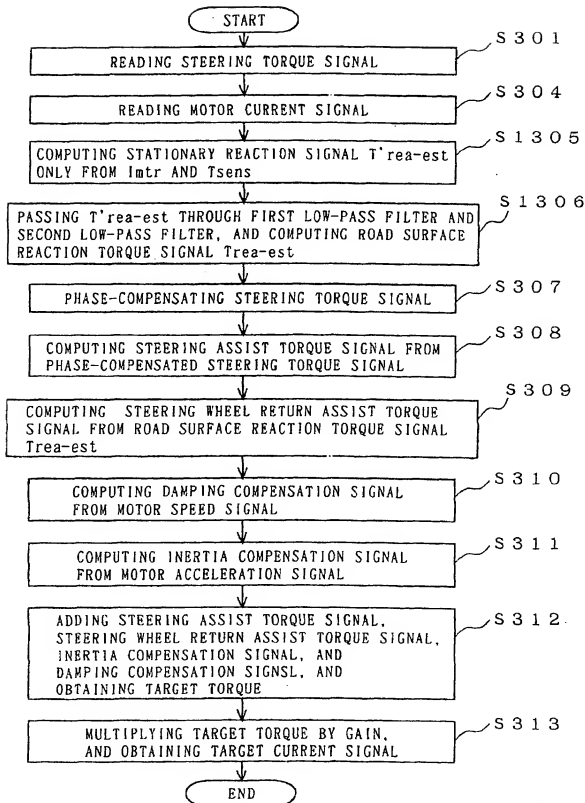 START
S301
READING STEERING TORQUE SIGNAL
S304
READING MOTOR CURRENT SIGNAL
S1305
COMPUTING STATIONARY REACTION SIGNAL T'rea-est
ONLY FROM Imtr AND Tsens
S1306
PASSING T'rea-est THROUGH FIRST LOW-PASS FILTER AND
SECOND LOW-PASS FILTER, AND COMPUTING ROAD SURFACE
REACTION TORQUE SIGNAL Trea-est
S307
PHASE-COMPENSATING STEERING TORQUE SIGNAL
S308
COMPUTING STEERING ASSIST TORQUE SIGNAL FROM
PHASE-COMPENSATED STEERING TORQUE SIGNAL
S309
COMPUTING STEERING WHEEL RETURN ASSIST TORQUE
SIGNAL FROM ROAD SURFACE REACTION TORQUE SIGNAL
Trea-est
S310
COMPUTING DAMPING COMPENSATION SIGNAL
FROM MOTOR SPEED SIGNAL
S311
COMPUTING INERTIA COMPENSATION SIGNAL
FROM MOTOR ACCELERATION SIGNAL
S312
ADDING STEERING ASSIST TORQUE SIGNAL,
STEERING WHEEL RETURN ASSIST TORQUE SIGNAL,
INERTIA COMPENSATION SIGNAL, AND
DAMPING COMPENSATION SIGNSL, AND
OBTAINING TARGET TORQUE
S313
MULTIPLYING TARGET TORQUE BY GAIN,
AND OBTAINING TARGET CURRENT SIGNAL
END